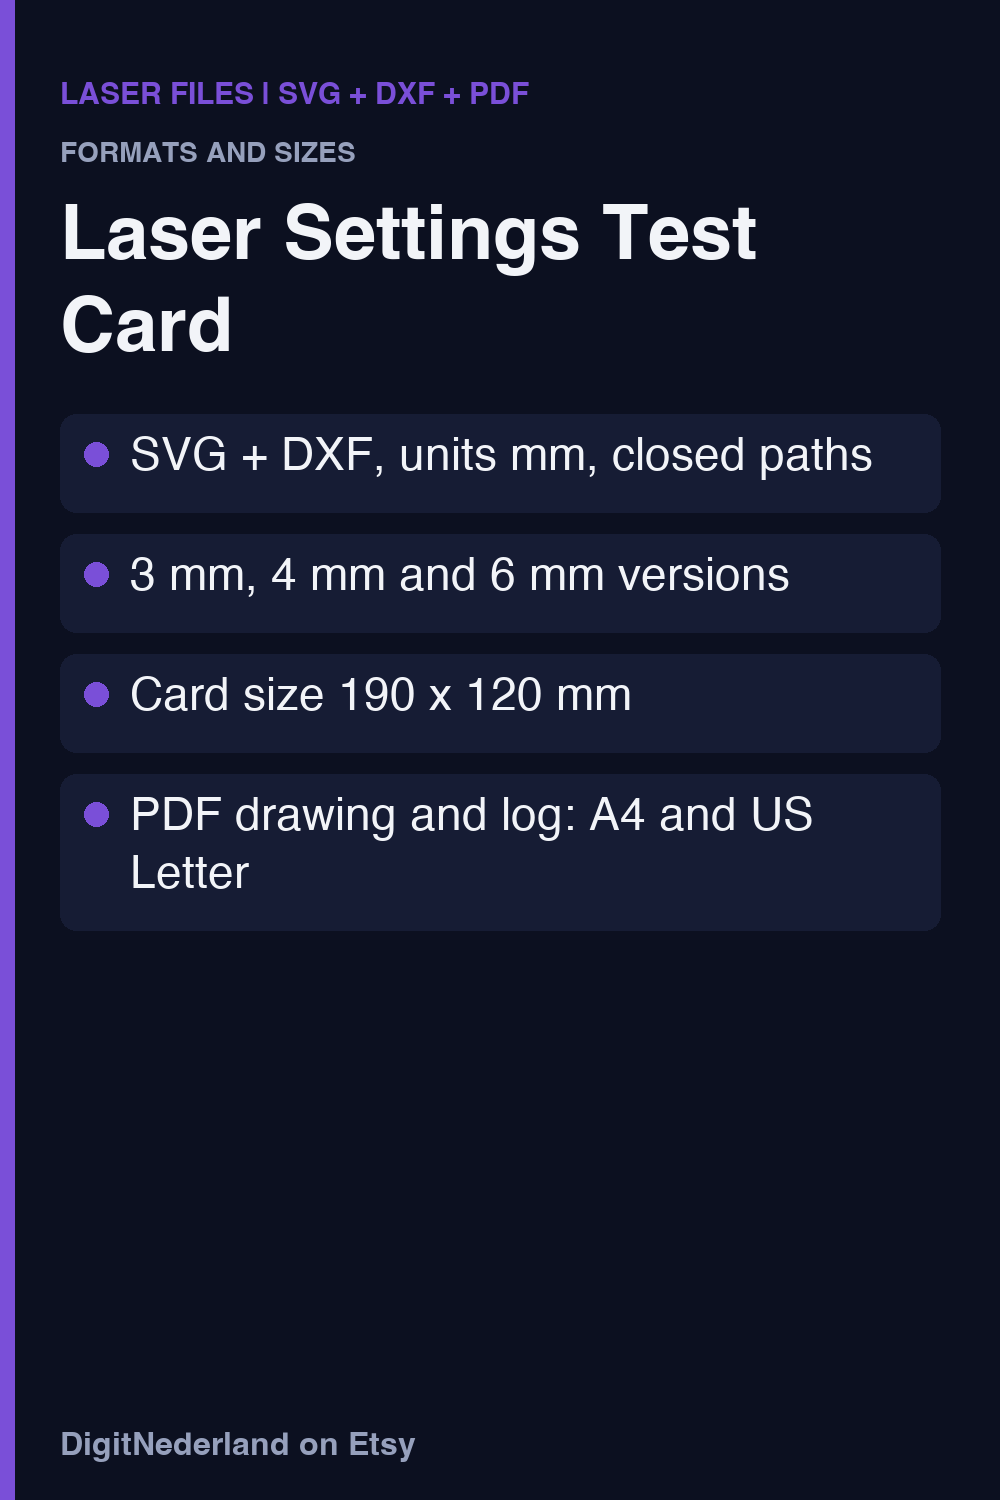 LASER FILES | SVG + DXF + PDF
FORMATS AND SIZES
Laser Settings Test
Card
SVG + DXF, units mm, closed paths
3 mm, 4 mm and 6 mm versions
Card size 190 x 120 mm
PDF drawing and log: A4 and US
Letter
DigitNederland on Etsy